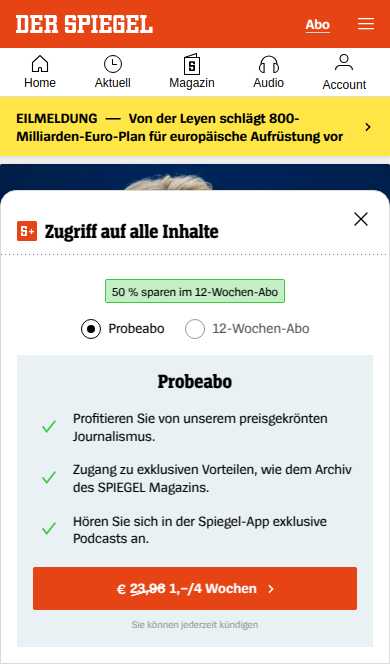 DER SPIEGEL
Abo
Home
Aktuell
Magazin
Audio
Account
EILMELDUNG — Von der Leyen schlägt 800-
Milliarden-Euro-Plan für europäische Aufrüstung vor
S+ Zugriff auf alle Inhalte
50 % sparen im 12-Wochen-Abo
Probeabo
12-Wochen-Abo
Probeabo
Profitieren Sie von unserem preisgekrönten
Journalismus.
Zugang zu exklusiven Vorteilen, wie dem Archiv
des SPIEGEL Magazins.
Hören Sie sich in der Spiegel-App exklusive
Podcasts an.
€ 23,96 1,–/4 Wochen
Sie können jederzeit kündigen